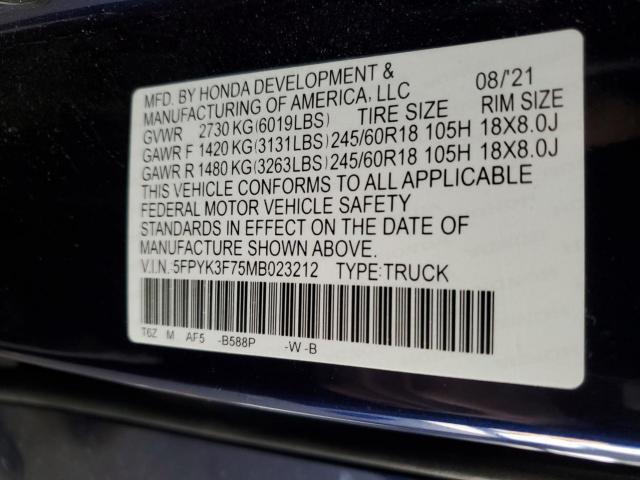 MFD. BY HONDA DEVELOPMENT & 08/'21
MANUFACTURING OF AMERICA, LLC
GVWR 2730 KG(6019LBS) TIRE SIZE RIM SIZE
GAWR F 1420 KG(3131LBS) 245/60R18 105H 18X8.0J
GAWR R 1480 KG(3263LBS) 245/60R18 105H 18X8.0J
THIS VEHICLE CONFORMS TO ALL APPLICABLE
FEDERAL MOTOR VEHICLE SAFETY
STANDARDS IN EFFECT ON THE DATE OF
MANUFACTURE SHOWN ABOVE.
V.I.N.:5FPYK3F75MB023212 TYPE:TRUCK
T6Z M AF5 -B588P -W -B